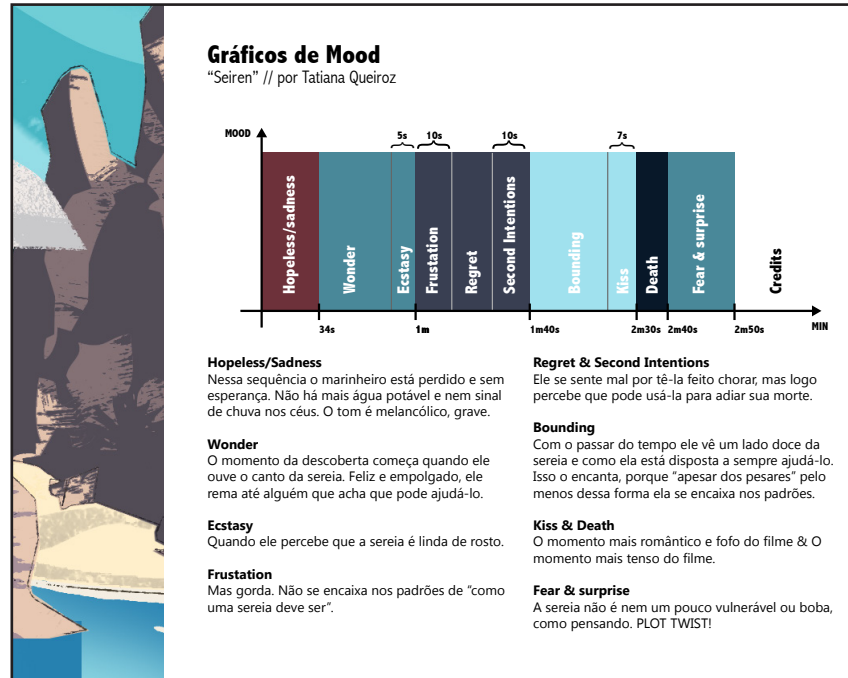 Gráficos de Mood
“Seiren” // por Tatiana Queiroz
MOOD
5s
10s
10s
7s
Hopeless/sadness
Wonder
Ecstasy
Frustation
Regret
Second Intentions
Bounding
Kiss
Death
Fear & surprise
Credits
34s
1m
1m40s
2m30s
2m40s
2m50s
MIN
Hopeless/Sadness
Nessa sequência o marinheiro está perdido e sem
esperança. Não há mais água potável e nem sinal
de chuva nos céus. O tom é melancólico, grave.
Wonder
O momento da descoberta começa quando ele
ouve o canto da sereia. Feliz e empolgado, ele
rema até alguém que acha que pode ajudá-lo.
Ecstasy
Quando ele percebe que a sereia é linda de rosto.
Frustation
Mas gorda. Não se encaixa nos padrões de “como
uma sereia deve ser”.
Regret & Second Intentions
Ele se sente mal por tê-la feito chorar, mas logo
percebe que pode usá-la para adiar sua morte.
Bounding
Com o passar do tempo ele vê um lado doce da
sereia e como ela está disposta a sempre ajudá-lo.
Isso o encanta, porque “apesar dos pesares” pelo
menos dessa forma ela se encaixa nos padrões.
Kiss & Death
O momento mais romântico e fofo do filme & O
momento mais tenso do filme.
Fear & surprise
A sereia não é nem um pouco vulnerável ou boba,
como pensando. PLOT TWIST!